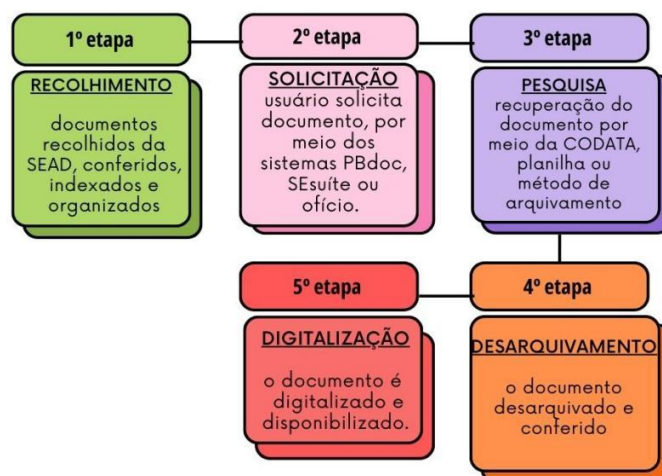 1º etapa
RECOLHIMENTO
documentos
recolhidos da
SEAD, conferidos,
indexados e
organizados
2º etapa
SOLICITAÇÃO
usuário solicita
documento, por
meio dos
sistemas PBdoc,
SEsuíte ou
ofício.
3º etapa
PESQUISA
recuperação do
documento por
meio da CODATA,
planilha ou
método de
arquivamento
4º etapa
DESARQUIVAMENTO
o documento
desarquivado e
conferido
5º etapa
DIGITALIZAÇÃO
o documento é
digitalizado e
disponibilizado.